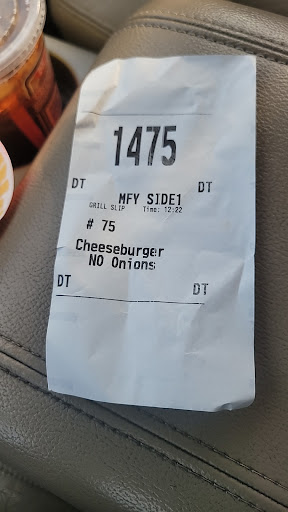 1475
DT DT
MFY SIDE1
GRILL SLIP Time: 12:22
# 75
Cheeseburger
NO Onions
DT DT